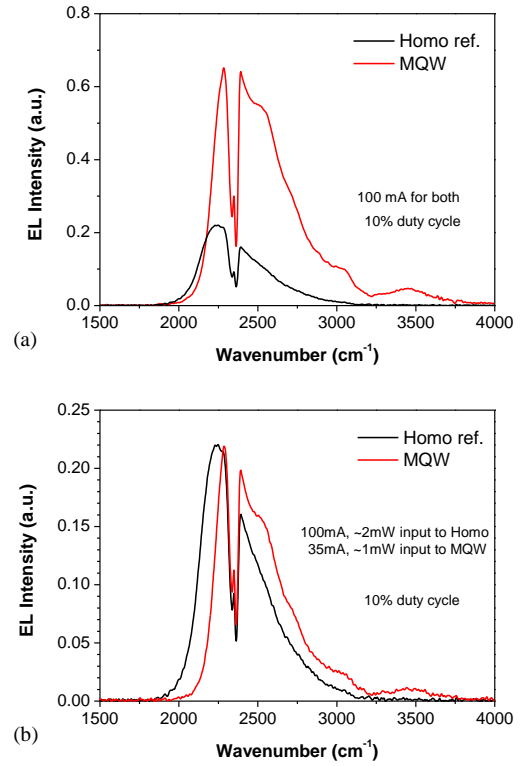 0.8
0.6
0.4
0.2
0.0
EL Intensity (a.u.)
Homo ref.
MQW
100 mA for both
10% duty cycle
1500 2000 2500 3000 3500 4000
Wavenumber (cm⁻¹)
(a)
0.25
0.20
0.15
0.10
0.05
0.00
EL Intensity (a.u.)
Homo ref.
MQW
100mA, ~2mW input to Homo
35mA, ~1mW input to MQW
10% duty cycle
1500 2000 2500 3000 3500 4000
Wavenumber (cm⁻¹)
(b)